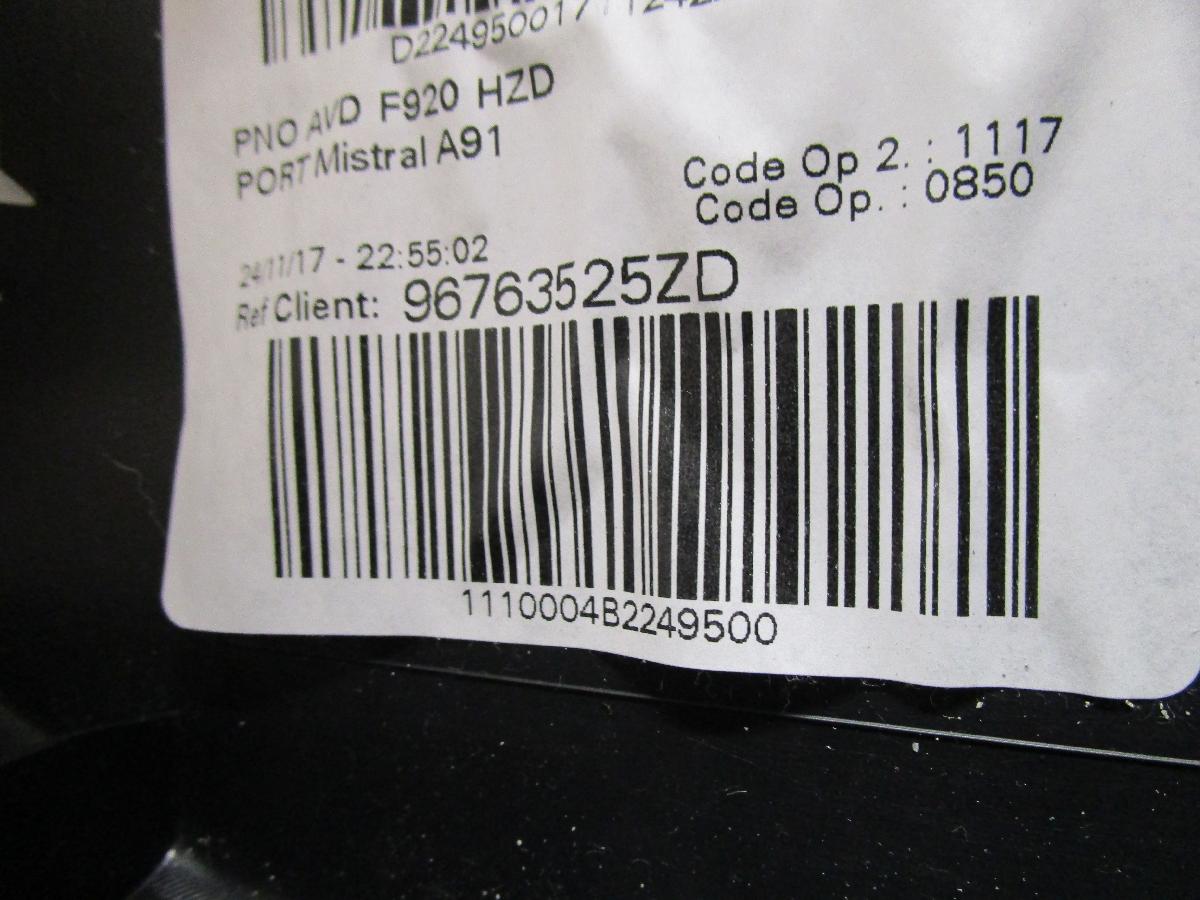 PNO AVD F920 HZD
PORT Mistral A91
Code Op 2. : 1117
Code Op. : 0850
24/11/17 - 22:55:02
Ref Client: 96763525ZD
1110004B2249500